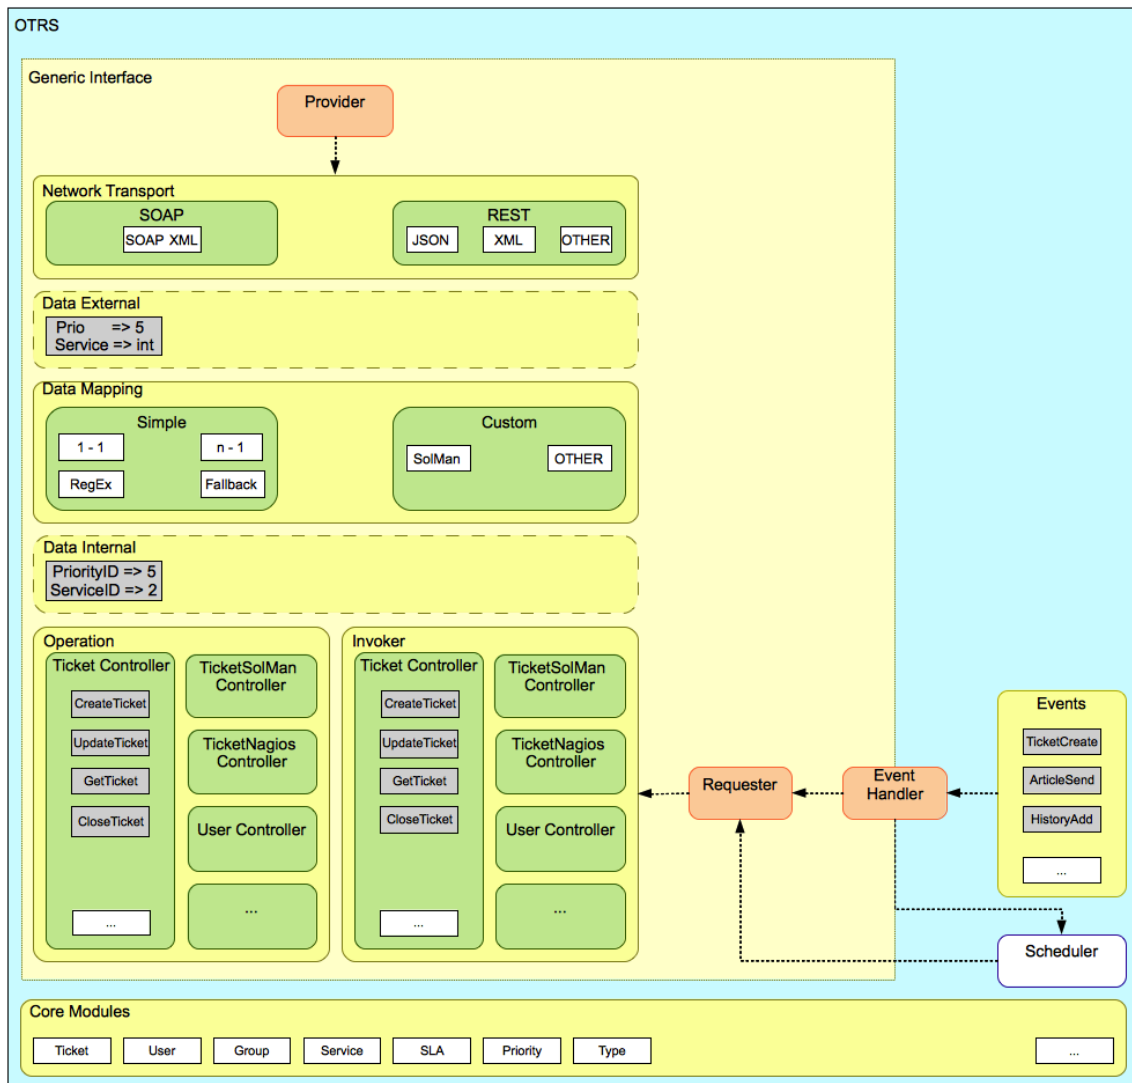 OTRS
Generic Interface
Provider
Network Transport
SOAP
SOAP XML
REST
JSON
XML
OTHER
Data External
Prio => 5
Service => int
Data Mapping
Simple
1 - 1
n - 1
RegEx
Fallback
Custom
SolMan
OTHER
Data Internal
PriorityID => 5
ServiceID => 2
Operation
Ticket Controller
CreateTicket
UpdateTicket
GetTicket
CloseTicket
...
TicketSolMan
Controller
TicketNagios
Controller
User Controller
...
Invoker
Ticket Controller
CreateTicket
UpdateTicket
GetTicket
CloseTicket
...
TicketSolMan
Controller
TicketNagios
Controller
User Controller
...
Requester
Event
Handler
Events
TicketCreate
ArticleSend
HistoryAdd
...
Scheduler
Core Modules
Ticket
User
Group
Service
SLA
Priority
Type
...